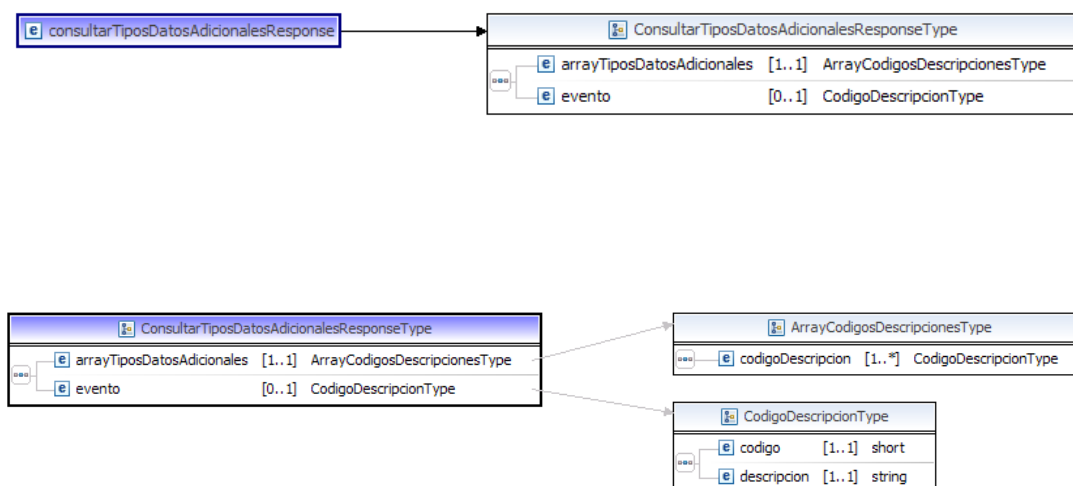 e consultarTiposDatosAdicionalesResponse
ConsultarTiposDatosAdicionalesResponseType
e arrayTiposDatosAdicionales [1..1] ArrayCodigosDescripcionesType
e evento [0..1] CodigoDescripcionType
ConsultarTiposDatosAdicionalesResponseType
e arrayTiposDatosAdicionales [1..1] ArrayCodigosDescripcionesType
e evento [0..1] CodigoDescripcionType
ArrayCodigosDescripcionesType
e codigoDescripcion [1..*] CodigoDescripcionType
CodigoDescripcionType
e codigo [1..1] short
e descripcion [1..1] string